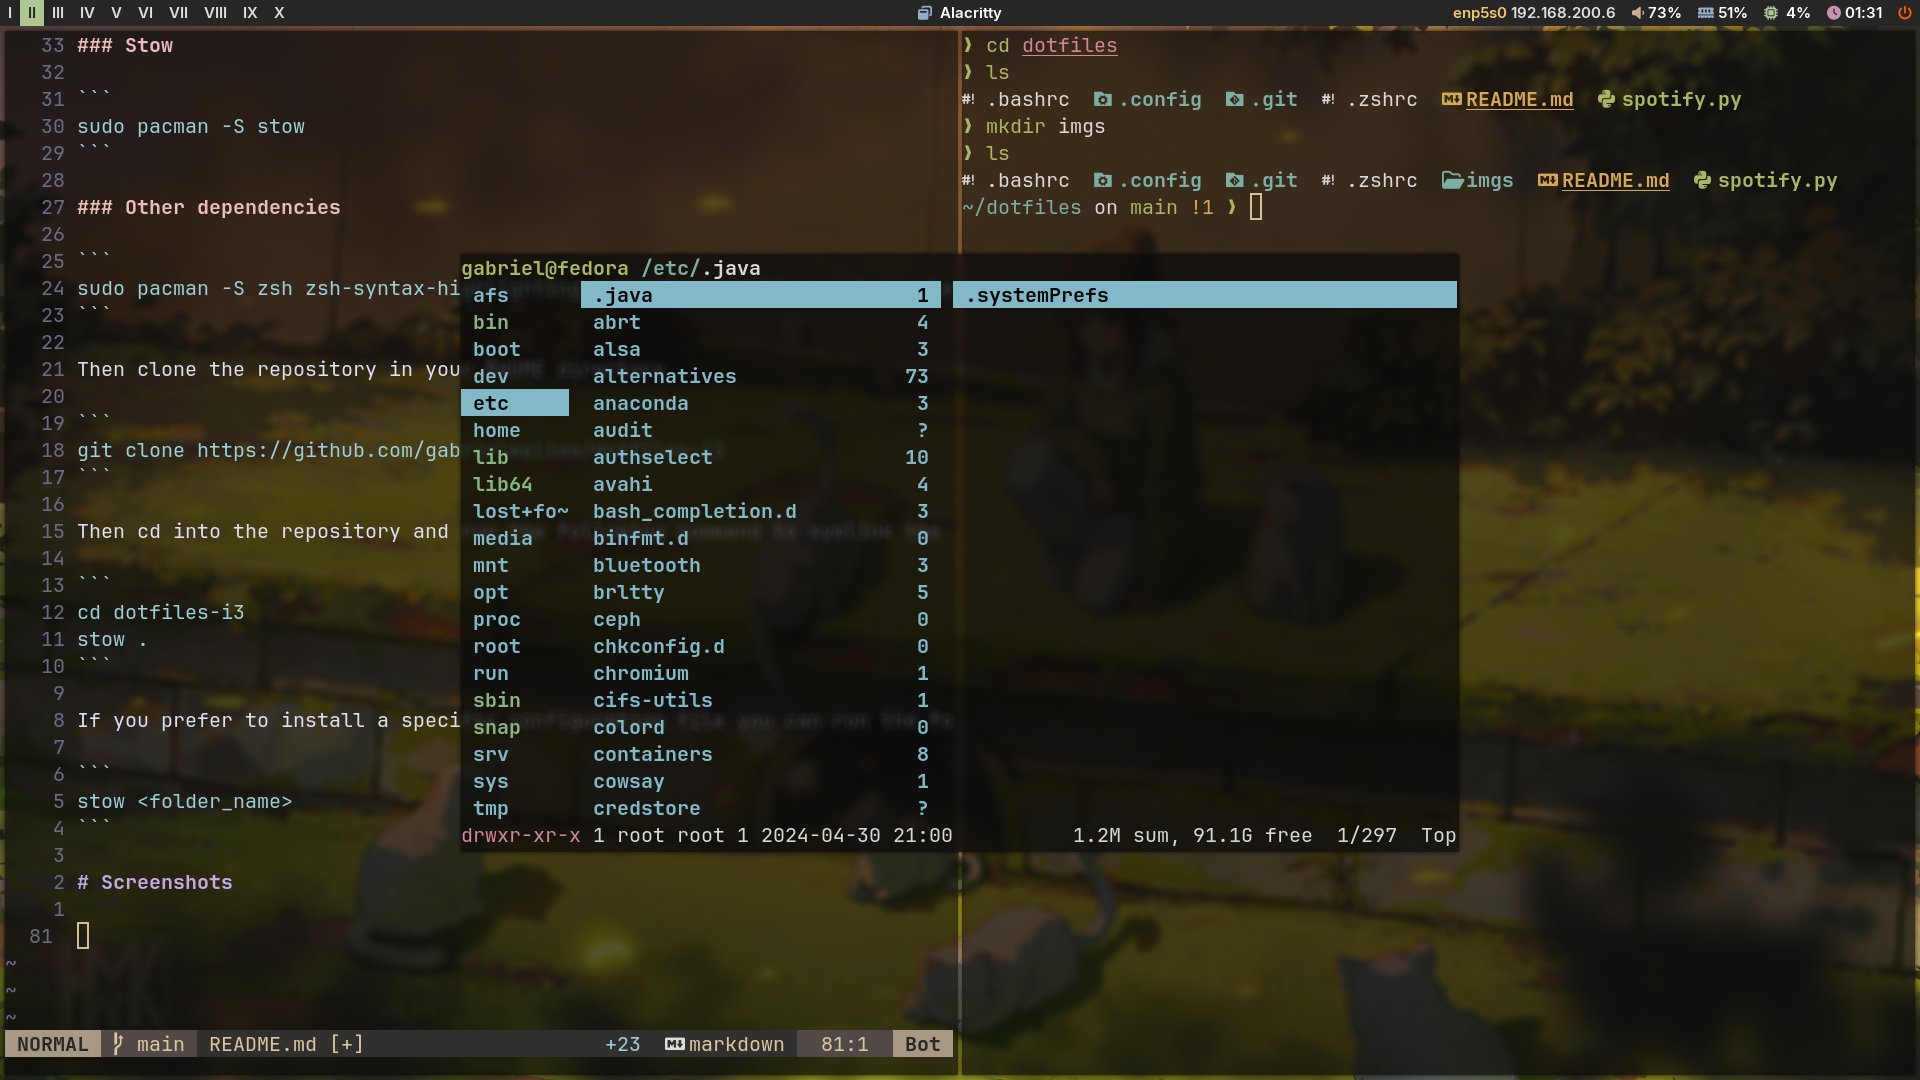 I II III IV V VI VII VIII IX X
Alacritty
enp5s0 192.168.200.6 73% 51% 4% 01:31
33 ### Stow
32
31 ```
30 sudo pacman -S stow
29 ```
28
27 ### Other dependencies
26
25 ```
24 sudo pacman -S zsh zsh-syntax-hi
23 ```
22
21 Then clone the repository in you
20
19 ```
18 git clone https://github.com/gab
17 ```
16
15 Then cd into the repository and
14
13 ```
12 cd dotfiles-i3
11 stow .
10 ```
9
8 If you prefer to install a speci
7
6 ```
5 stow <folder_name>
4 ```
3
2 # Screenshots
1
81
~
~
~
NORMAL main README.md [+] +23 markdown 81:1 Bot
❯ cd dotfiles
❯ ls
#! .bashrc .config .git #! .zshrc README.md spotify.py
❯ mkdir imgs
❯ ls
#! .bashrc .config .git #! .zshrc imgs README.md spotify.py
~/dotfiles on main !1 ❯
gabriel@fedora /etc/.java
afs .java 1 .systemPrefs
bin abrt 4
boot alsa 3
dev alternatives 73
etc anaconda 3
home audit ?
lib authselect 10
lib64 avahi 4
lost+fo~ bash_completion.d 3
media binfmt.d 0
mnt bluetooth 3
opt brltty 5
proc ceph 0
root chkconfig.d 0
run chromium 1
sbin cifs-utils 1
snap colord 0
srv containers 8
sys cowsay 1
tmp credstore ?
drwxr-xr-x 1 root root 1 2024-04-30 21:00 1.2M sum, 91.1G free 1/297 Top